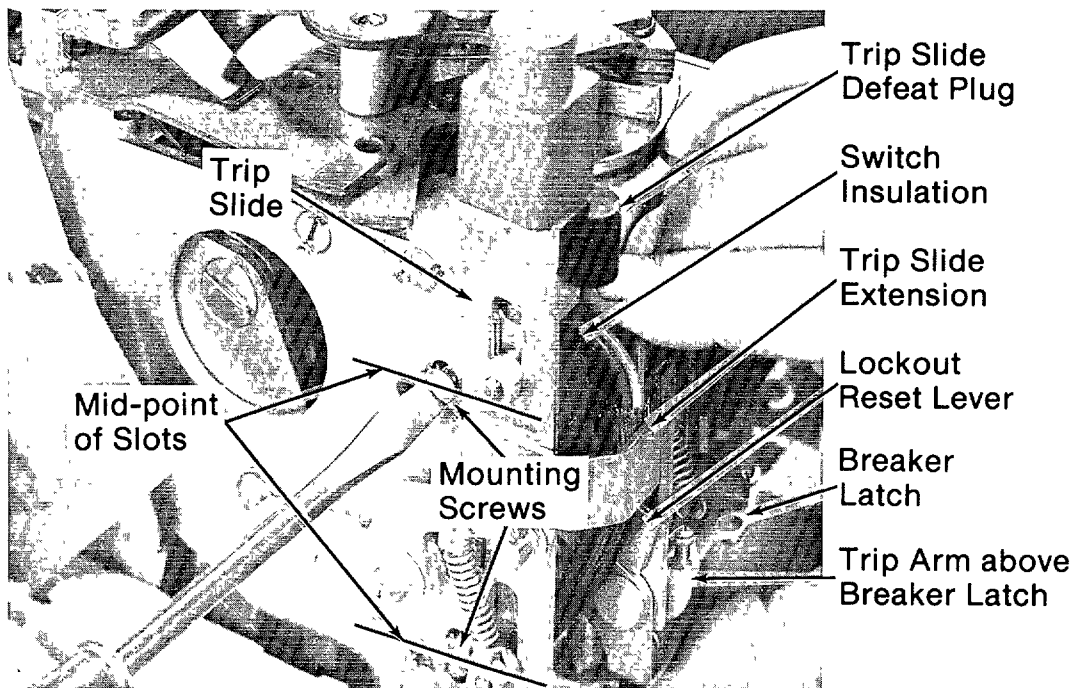 Trip Slide
Defeat Plug
Switch
Insulation
Trip
Slide
Trip Slide
Extension
Lockout
Reset Lever
Mid-point
of Slots
Mounting
Screws
Breaker
Latch
Trip Arm above
Breaker Latch